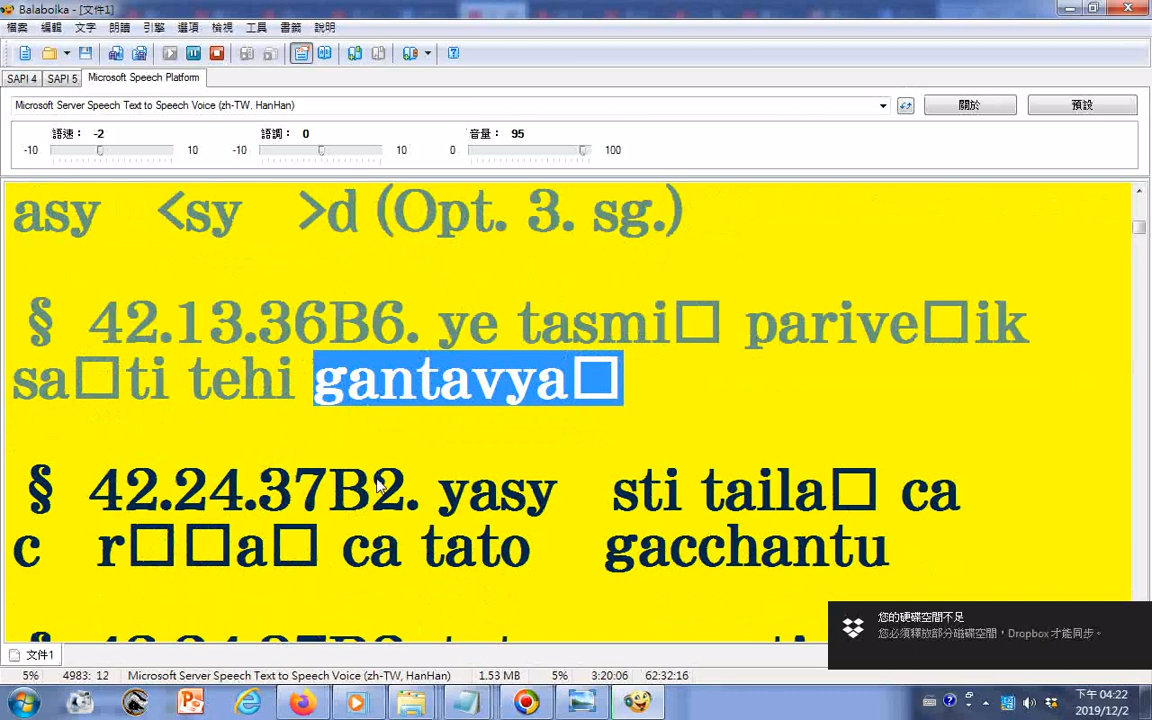 Balabolka - [文件1]
檔案 編輯 文字 朗讀 引擎 選項 檢視 工具 書籤 說明
SAPI 4 SAPI 5 Microsoft Speech Platform
Microsoft Server Speech Text to Speech Voice (zh-TW, HanHan) 關於 預設
語速： -2 語調： 0 音量： 95
-10 10 -10 10 0 100
asy <sy >d (Opt. 3. sg.)
§ 42.13.36B6. ye tasmi□ parive□ik
sa□ti tehi gantavya□
§ 42.24.37B2. yasy sti taila□ ca
c r□□a□ ca tato gacchantu
您的硬碟空間不足
您必須釋放部分磁碟空間，Dropbox 才能同步。
文件1
5% 4983: 12 Microsoft Server Speech Text to Speech Voice (zh-TW, HanHan) 1.53 MB 5% 3:20:06 62:32:16
下午 04:22
2019/12/2